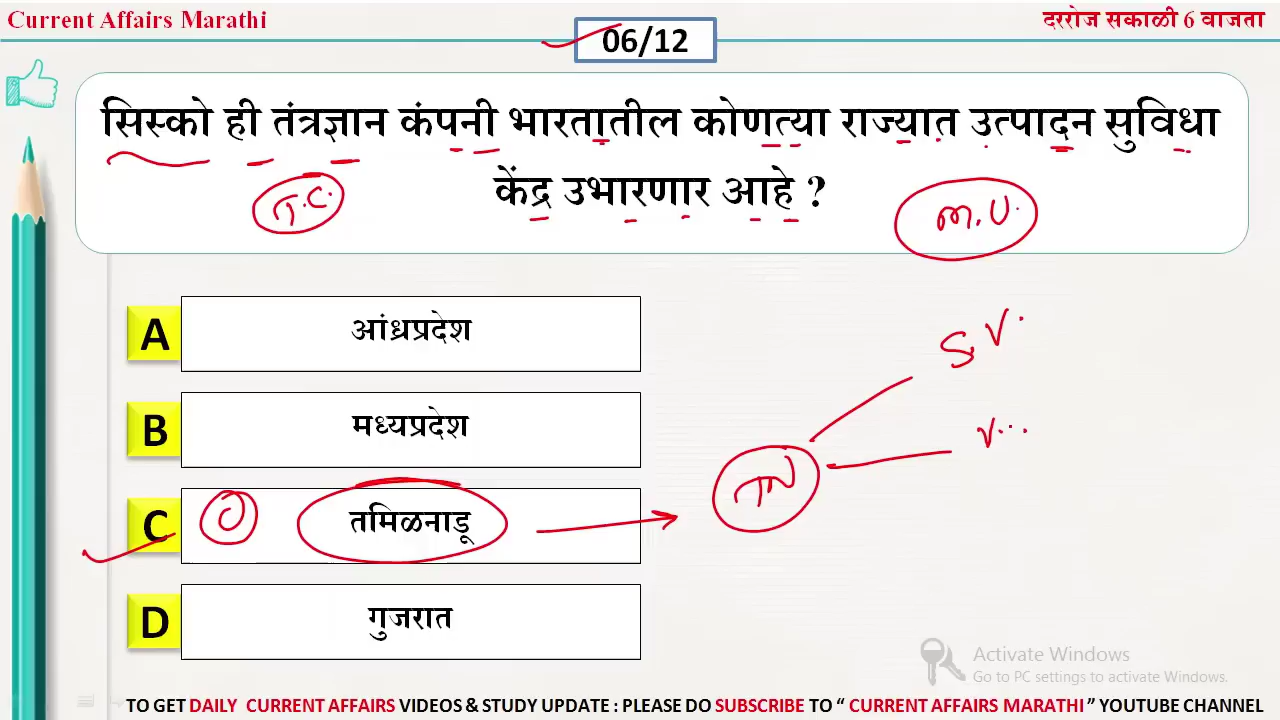 Current Affairs Marathi
दररोज सकाळी 6 वाजता
06/12
सिस्को ही तंत्रज्ञान कंपनी भारतातील कोणत्या राज्यात उत्पादन सुविधा
केंद्र उभारणार आहे ?
T.C.
M.U.
A आंध्रप्रदेश
B मध्यप्रदेश
C तमिळनाडू
D गुजरात
S.V.
V...
TN
Activate Windows
Go to PC settings to activate Windows.
TO GET DAILY CURRENT AFFAIRS VIDEOS & STUDY UPDATE : PLEASE DO SUBSCRIBE TO “ CURRENT AFFAIRS MARATHI ” YOUTUBE CHANNEL